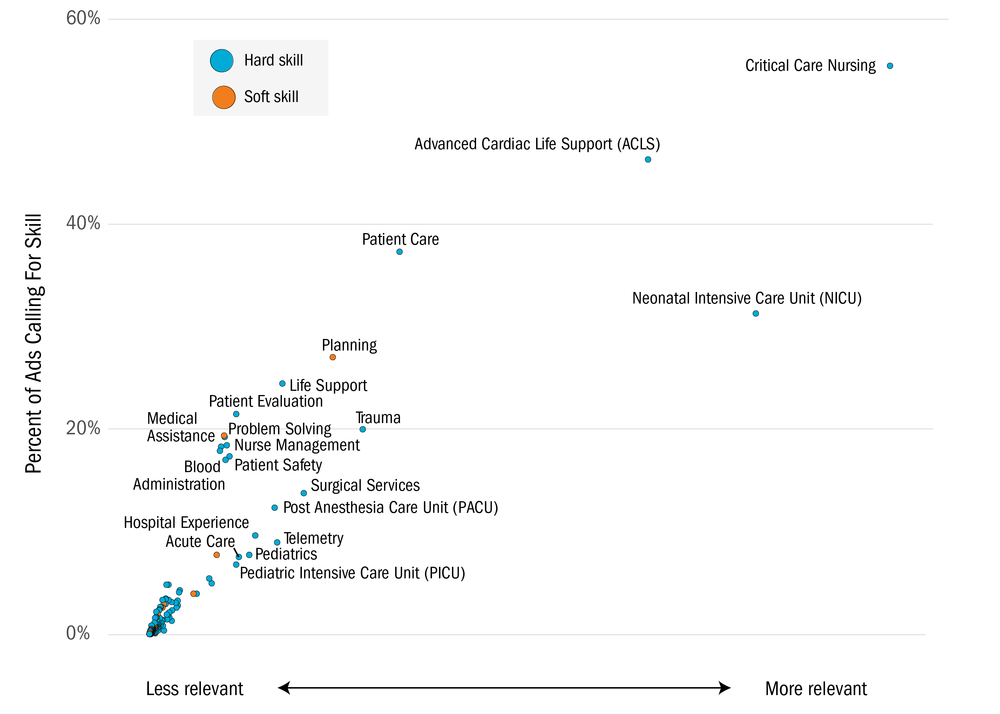 60%
Hard skill
Soft skill
Critical Care Nursing
Advanced Cardiac Life Support (ACLS)
40%
Percent of Ads Calling For Skill
Patient Care
Neonatal Intensive Care Unit (NICU)
Planning
Life Support
Patient Evaluation
Medical
Assistance
Trauma
20%
Problem Solving
Nurse Management
Blood
Administration
Patient Safety
Surgical Services
Post Anesthesia Care Unit (PACU)
Hospital Experience
Telemetry
Acute Care
Pediatrics
Pediatric Intensive Care Unit (PICU)
0%
Less relevant
More relevant